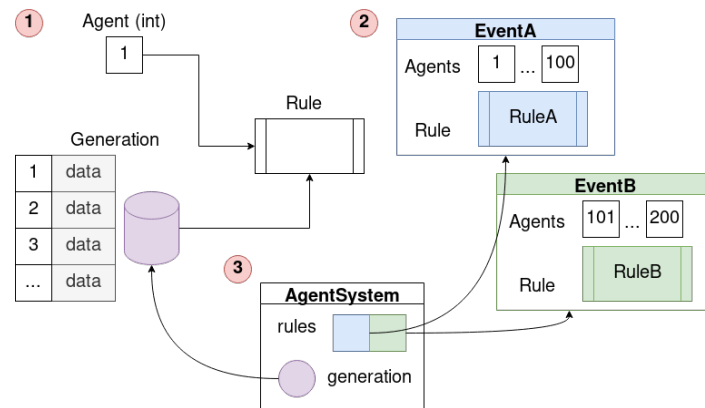 1
Agent (int)
1
Rule
Generation
1 data
2 data
3 data
... data
2
EventA
Agents 1 ... 100
Rule RuleA
EventB
Agents 101 ... 200
Rule RuleB
3
AgentSystem
rules
generation